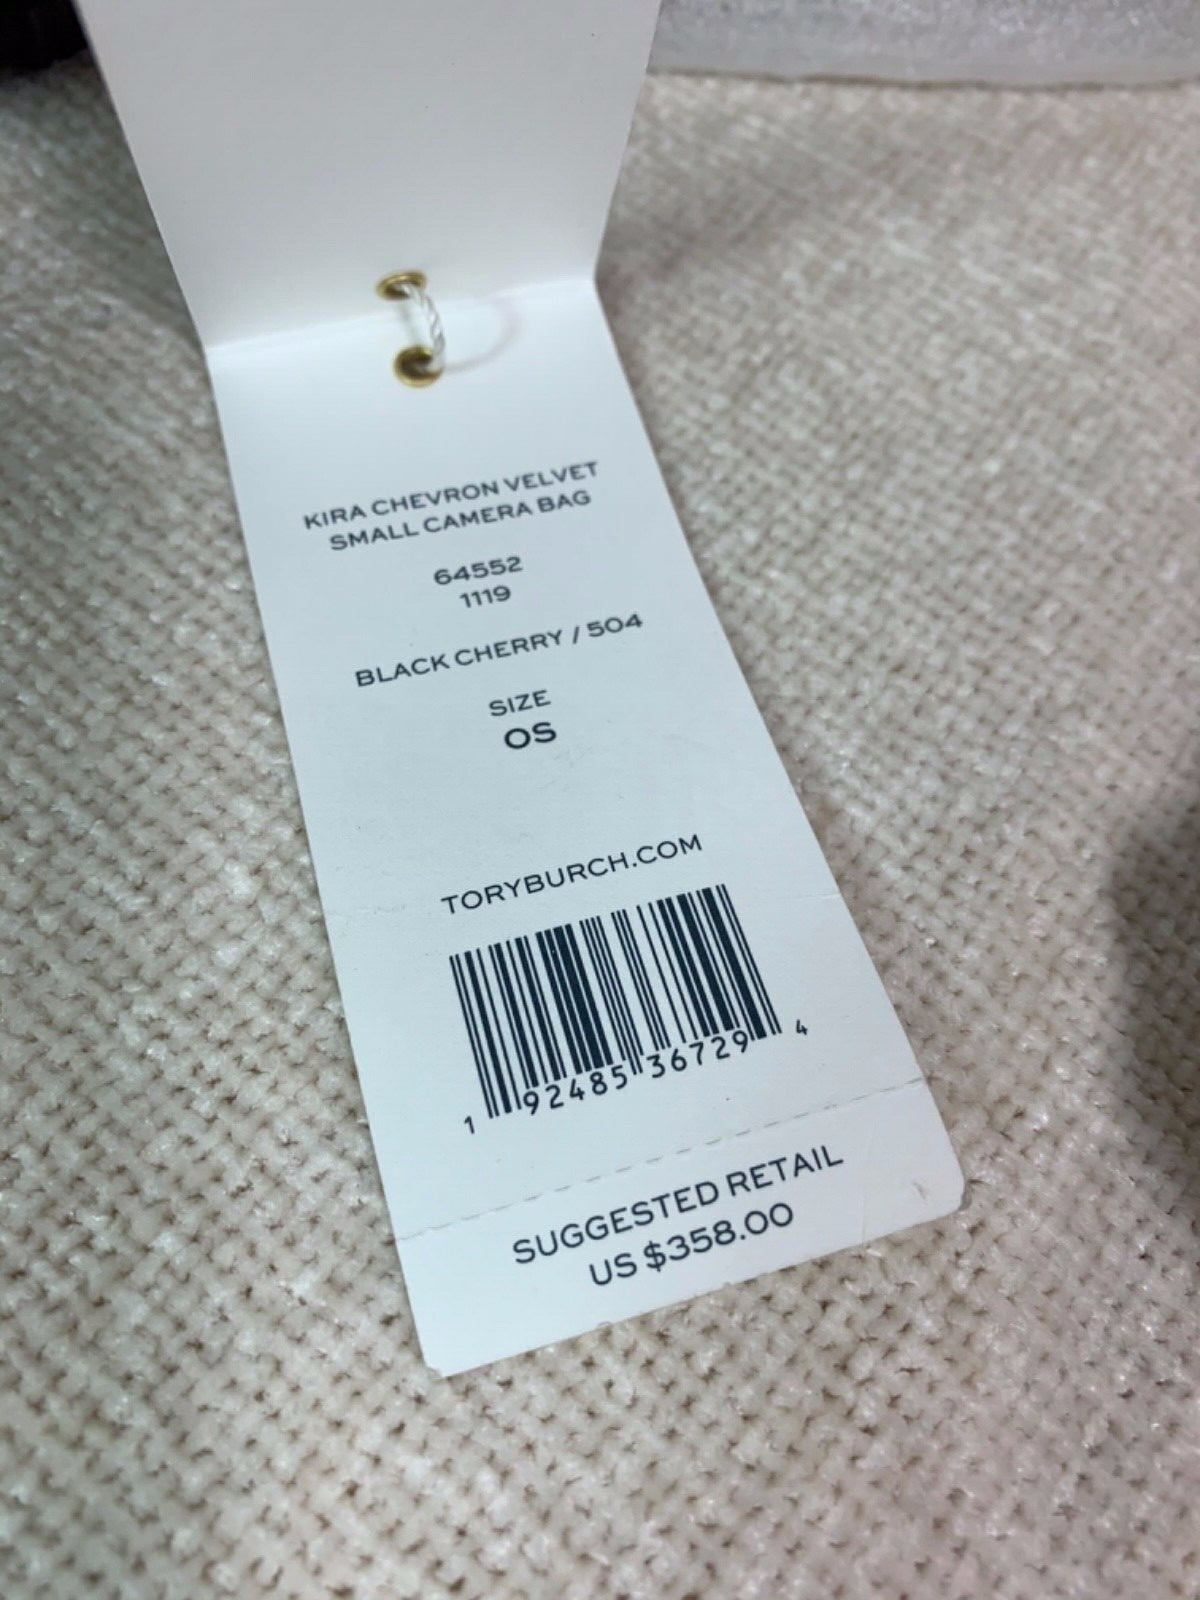 KIRA CHEVRON VELVET
SMALL CAMERA BAG
64552
1119
BLACK CHERRY / 504
SIZE
OS
TORYBURCH.COM
1 92485 36729 4
SUGGESTED RETAIL
US $358.00